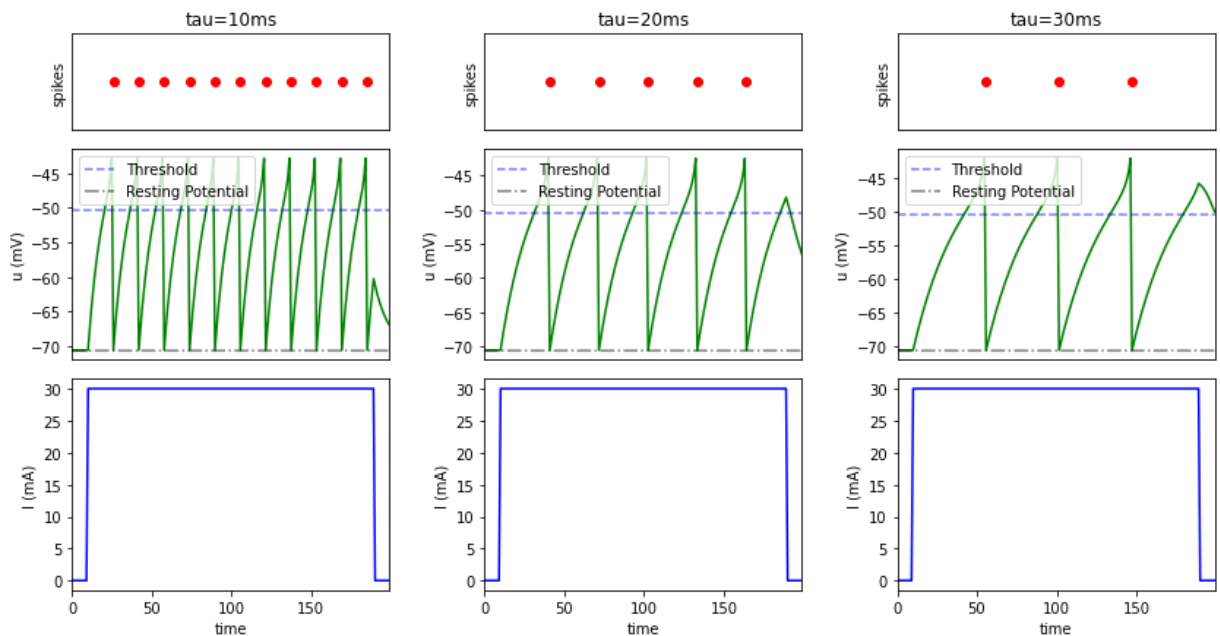 tau=10ms
tau=20ms
tau=30ms
spikes
spikes
spikes
Threshold
Resting Potential
−45
−50
−55
−60
−65
−70
u (mV)
Threshold
Resting Potential
−45
−50
−55
−60
−65
−70
u (mV)
Threshold
Resting Potential
−45
−50
−55
−60
−65
−70
u (mV)
30
25
20
15
10
5
0
I (mA)
0 50 100 150
time
30
25
20
15
10
5
0
I (mA)
0 50 100 150
time
30
25
20
15
10
5
0
I (mA)
0 50 100 150
time